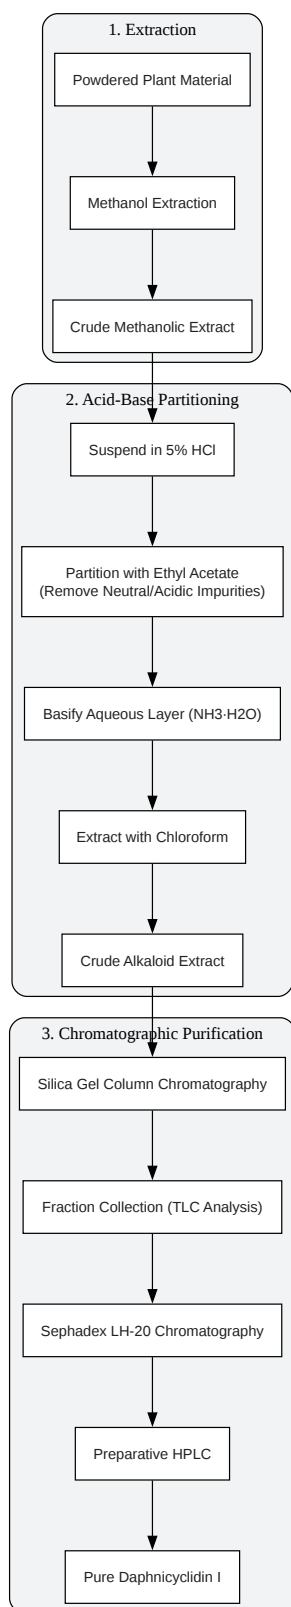 1. Extraction
Powdered Plant Material
Methanol Extraction
Crude Methanolic Extract
2. Acid-Base Partitioning
Suspend in 5% HCl
Partition with Ethyl Acetate
(Remove Neutral/Acidic Impurities)
Basify Aqueous Layer (NH3·H2O)
Extract with Chloroform
Crude Alkaloid Extract
3. Chromatographic Purification
Silica Gel Column Chromatography
Fraction Collection (TLC Analysis)
Sephadex LH-20 Chromatography
Preparative HPLC
Pure Daphnicyclidin I